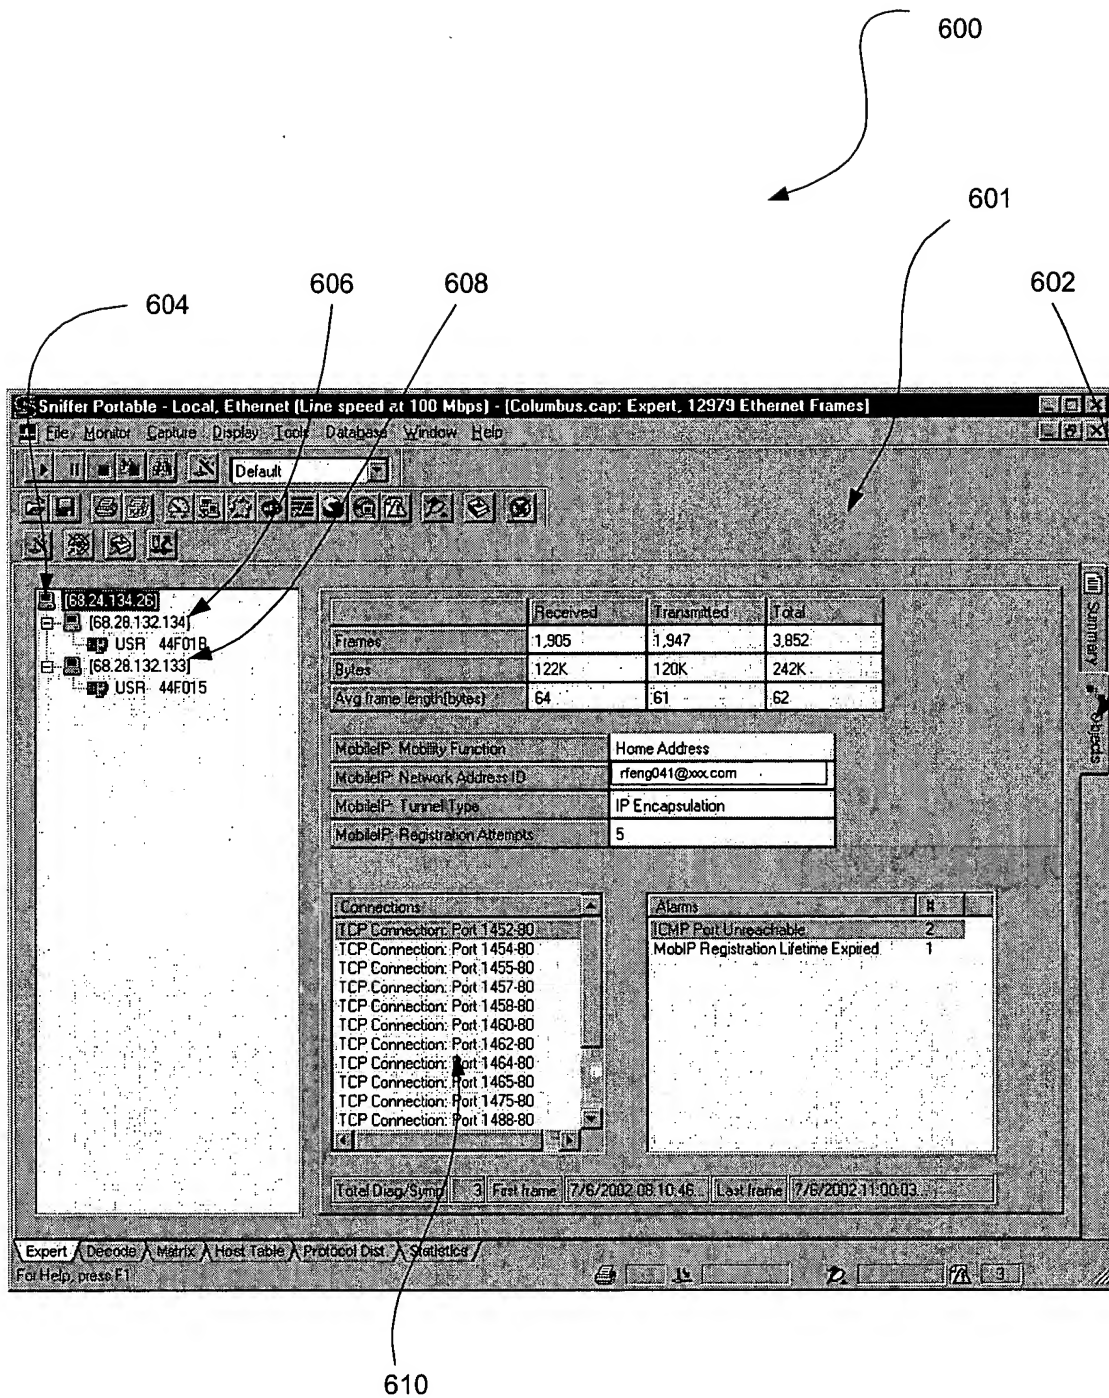 600
601
604
606
608
602
Sniffer Portable - Local, Ethernet (Line speed at 100 Mbps) - [Columbus.cap: Expert, 12979 Ethernet Frames]
File Monitor Capture Display Tools Database Window Help
Default
[68.24.134.26]
[68.28.132.134]
USR 44F01B
[68.28.132.133]
USR 44F015
Received Transmitted Total
Frames 1,905 1,947 3,852
Bytes 122K 120K 242K
Avg frame length(bytes) 64 61 62
MobileIP: Mobility Function Home Address
MobileIP: Network Address ID rfeng041@xxx.com
MobileIP: Tunnel Type IP Encapsulation
MobileIP: Registration Attempts 5
Connections
TCP Connection: Port 1452-80
TCP Connection: Port 1454-80
TCP Connection: Port 1455-80
TCP Connection: Port 1457-80
TCP Connection: Port 1458-80
TCP Connection: Port 1460-80
TCP Connection: Port 1462-80
TCP Connection: Port 1464-80
TCP Connection: Port 1465-80
TCP Connection: Port 1475-80
TCP Connection: Port 1488-80
Alarms #
ICMP Port Unreachable 2
MobIP Registration Lifetime Expired 1
Total Diag/Symp 3 First frame 7/6/2002 08:10:46... Last frame 7/6/2002 11:00:03...
Summary
Objects
Expert Decode Matrix Host Table Protocol Dist. Statistics
For Help, press F1
3
610